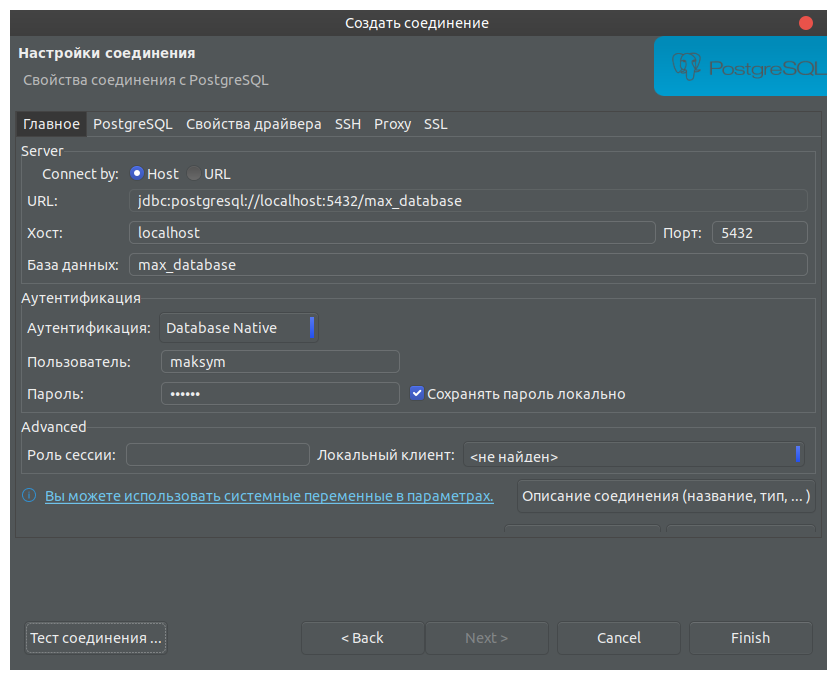 Создать соединение
Настройки соединения
Свойства соединения с PostgreSQL
PostgreSQL
Главное PostgreSQL Свойства драйвера SSH Proxy SSL
Server
Connect by: Host URL
URL: jdbc:postgresql://localhost:5432/max_database
Хост: localhost Порт: 5432
База данных: max_database
Аутентификация
Аутентификация: Database Native
Пользователь: maksym
Пароль: •••••• Сохранять пароль локально
Advanced
Роль сессии: Локальный клиент: <не найден>
Вы можете использовать системные переменные в параметрах. Описание соединения (название, тип, ... )
Тест соединения ... < Back Next > Cancel Finish